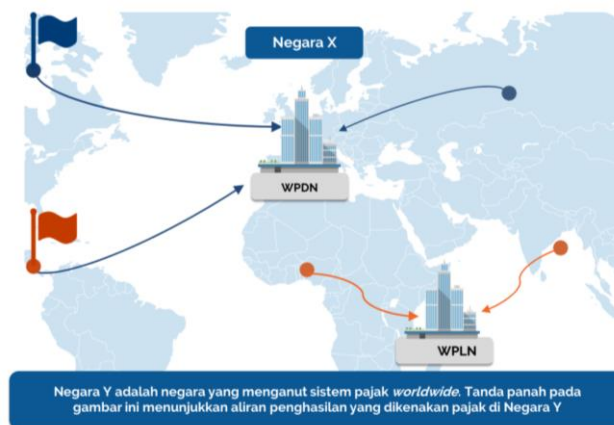 Negara X
WPDN
WPLN
Negara Y adalah negara yang menganut sistem pajak worldwide. Tanda panah pada
gambar ini menunjukkan aliran penghasilan yang dikenakan pajak di Negara Y